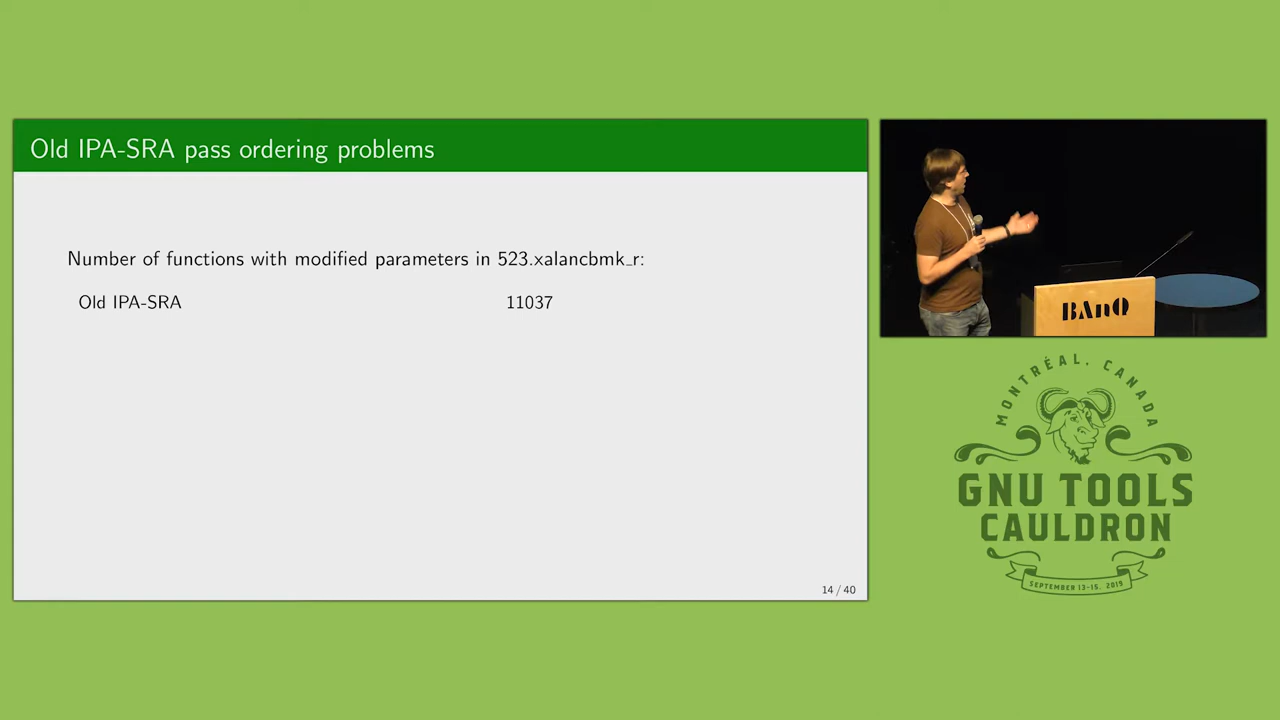 Old IPA-SRA pass ordering problems
Number of functions with modified parameters in 523.xalancbmk_r:
Old IPA-SRA 11037
14 / 40
BAnQ
MONTRÉAL, CANADA
GNU TOOLS
CAULDRON
SEPTEMBER 13-15, 2019